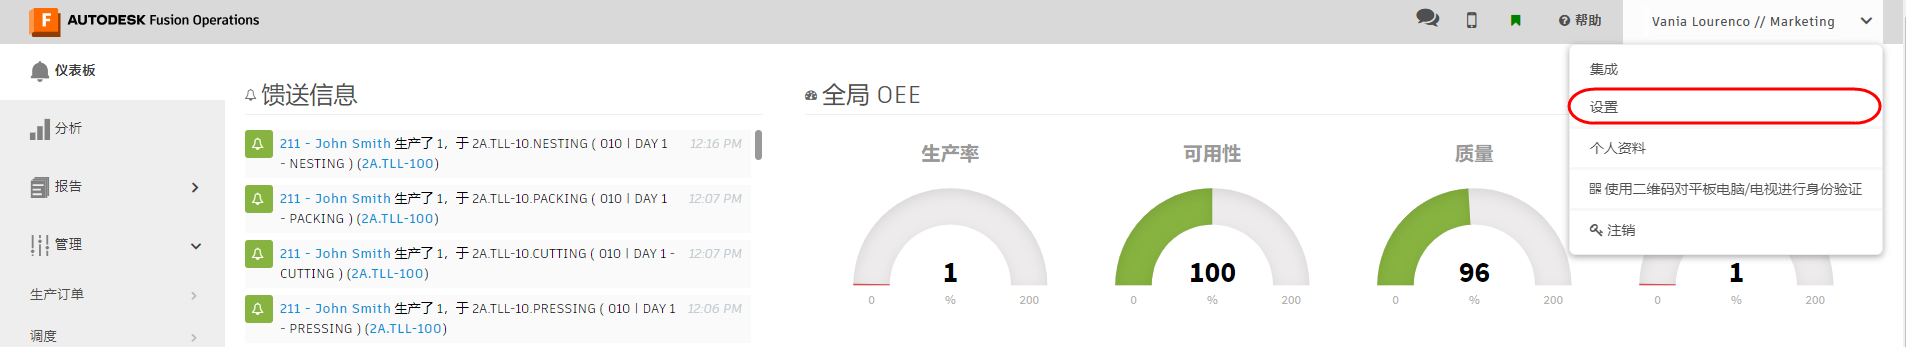 AUTODESK Fusion Operations
帮助
Vania Lourenco // Marketing
仪表板
分析
报告
管理
生产订单
调度
馈送信息
211 - John Smith 生产了 1，于 2A.TLL-10.NESTING ( 010 | DAY 1
- NESTING ) (2A.TLL-100)
12:16 PM
211 - John Smith 生产了 1，于 2A.TLL-10.PACKING ( 010 | DAY 1
- PACKING ) (2A.TLL-100)
12:07 PM
211 - John Smith 生产了 1，于 2A.TLL-10.CUTTING ( 010 | DAY 1 -
CUTTING ) (2A.TLL-100)
12:07 PM
211 - John Smith 生产了 1，于 2A.TLL-10.PRESSING ( 010 | DAY 1
- PRESSING ) (2A.TLL-100)
12:06 PM
全局 OEE
生产率
1
0 % 200
可用性
100
0 % 200
质量
96
0 % 200
1
0 % 200
集成
设置
个人资料
使用二维码对平板电脑/电视进行身份验证
注销